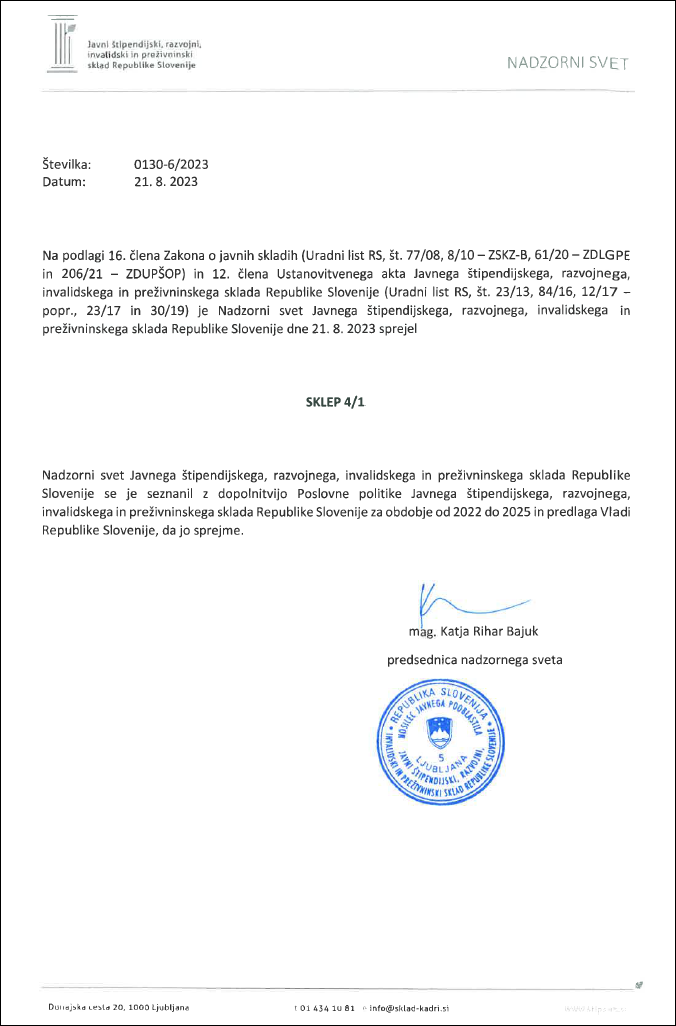 Javni štipendijski, razvojni,
invalidski in preživninski
sklad Republike Slovenije
NADZORNI SVET
Številka: 0130-6/2023
Datum: 21. 8. 2023
Na podlagi 16. člena Zakona o javnih skladih (Uradni list RS, št. 77/08, 8/10 – ZSKZ-B, 61/20 – ZDLGPE
in 206/21 – ZDUPŠOP) in 12. člena Ustanovitvenega akta Javnega štipendijskega, razvojnega,
invalidskega in preživninskega sklada Republike Slovenije (Uradni list RS, št. 23/13, 84/16, 12/17 –
popr., 23/17 in 30/19) je Nadzorni svet Javnega štipendijskega, razvojnega, invalidskega in
preživninskega sklada Republike Slovenije dne 21. 8. 2023 sprejel
SKLEP 4/1
Nadzorni svet Javnega štipendijskega, razvojnega, invalidskega in preživninskega sklada Republike
Slovenije se je seznanil z dopolnitvijo Poslovne politike Javnega štipendijskega, razvojnega,
invalidskega in preživninskega sklada Republike Slovenije za obdobje od 2022 do 2025 in predlaga Vladi
Republike Slovenije, da jo sprejme.
mag. Katja Rihar Bajuk
predsednica nadzornega sveta
REPUBLIKA SLOVENIJA
NOSILEC JAVNEGA POOBLASTILA
5
LJUBLJANA
JAVNI ŠTIPENDIJSKI, RAZVOJNI,
INVALIDSKI IN PREŽIVNINSKI SKLAD REPUBLIKE SLOVENIJE
Dunajska cesta 20, 1000 Ljubljana t 01 434 10 81 e info@sklad-kadri.si